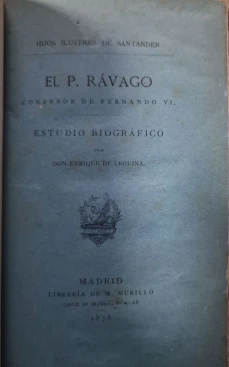 HIJOS ILUSTRES DE SANTANDER
EL P. RÁVAGO
CONFESOR DE FERNANDO VI.
ESTUDIO BIOGRÁFICO
POR
DON ENRIQUE DE LEGUINA.
MADRID
LIBRERÍA DE M. MURILLO
1876